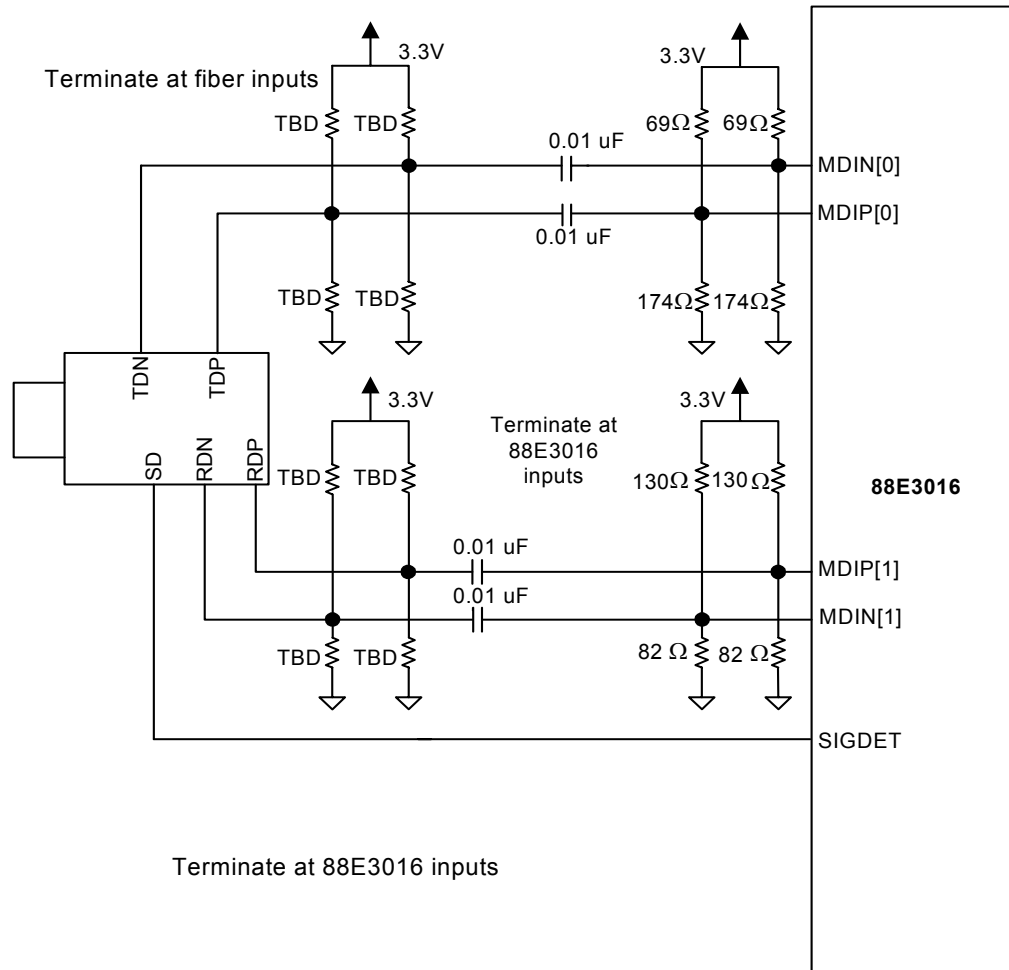 3.3V
3.3V
Terminate at fiber inputs
TBD
TBD
69Ω
69Ω
0.01 uF
MDIN[0]
MDIP[0]
0.01 uF
TBD
TBD
174Ω
174Ω
TDN
TDP
SD
RDN
RDP
3.3V
3.3V
Terminate at
88E3016
inputs
TBD
TBD
130Ω
130 Ω
88E3016
0.01 uF
MDIP[1]
0.01 uF
MDIN[1]
TBD
TBD
82 Ω
82 Ω
SIGDET
Terminate at 88E3016 inputs